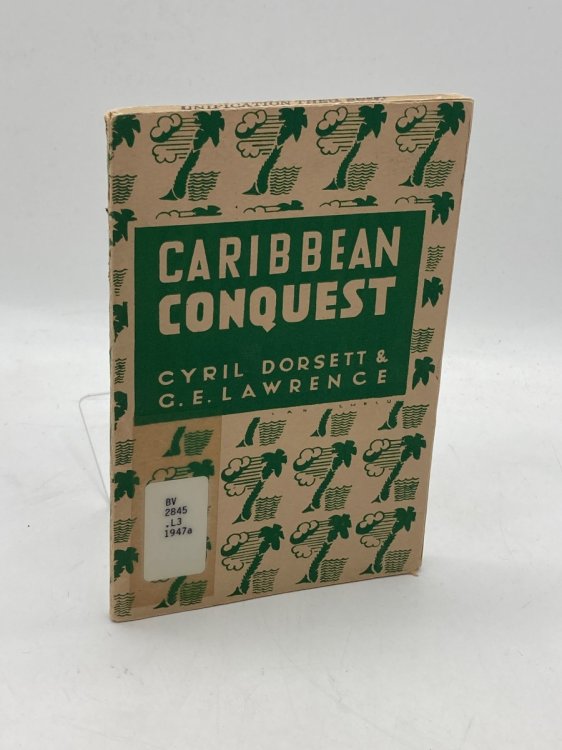 CARIBBEAN
CONQUEST
CYRIL DORSETT &
G.E. LAWRENCE
BV
2845
.L3
1947a